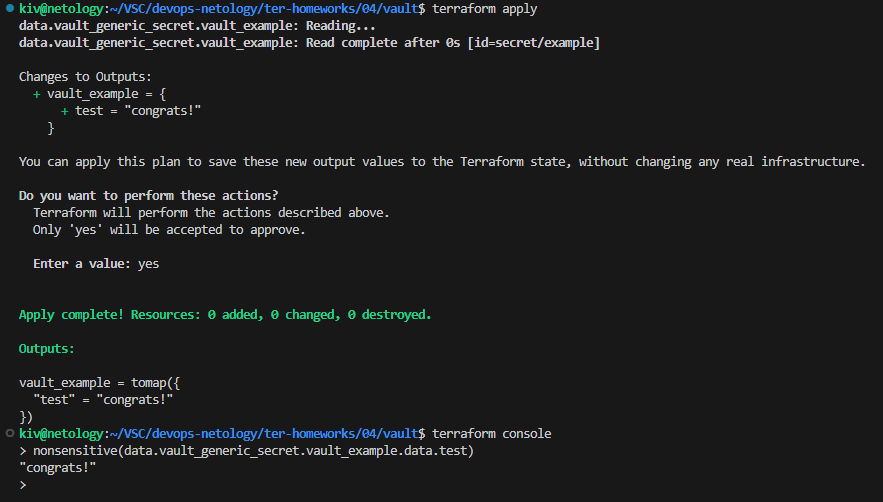 kiv@netology:~/VSC/devops-netology/ter-homeworks/04/vault$ terraform apply
data.vault_generic_secret.vault_example: Reading...
data.vault_generic_secret.vault_example: Read complete after 0s [id=secret/example]

Changes to Outputs:
  + vault_example = {
      + test = "congrats!"
    }

You can apply this plan to save these new output values to the Terraform state, without changing any real infrastructure.

Do you want to perform these actions?
  Terraform will perform the actions described above.
  Only 'yes' will be accepted to approve.

  Enter a value: yes


Apply complete! Resources: 0 added, 0 changed, 0 destroyed.

Outputs:

vault_example = tomap({
  "test" = "congrats!"
})
kiv@netology:~/VSC/devops-netology/ter-homeworks/04/vault$ terraform console
> nonsensitive(data.vault_generic_secret.vault_example.data.test)
"congrats!"
>